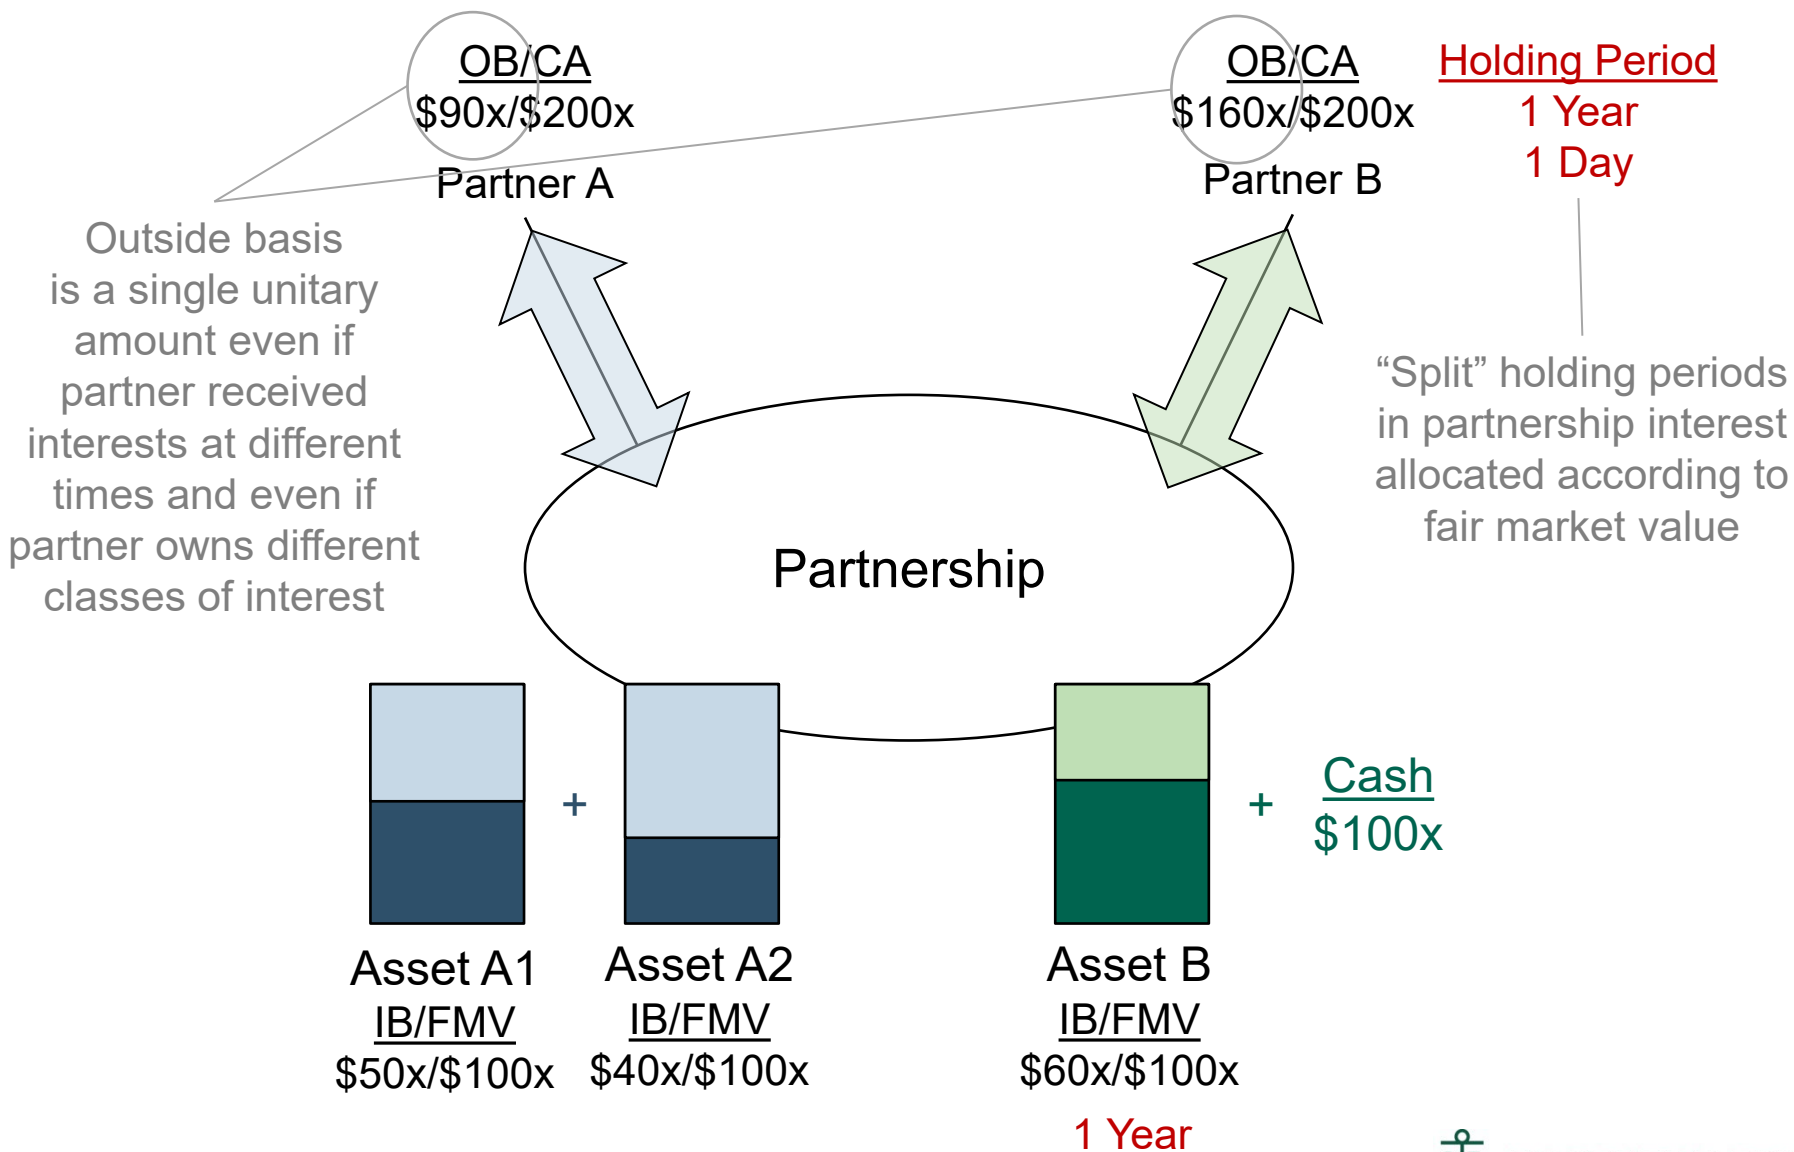 OB/CA
$90x/$200x
Partner A
OB/CA
$160x/$200x
Partner B
Holding Period
1 Year
1 Day
Outside basis
is a single unitary
amount even if
partner received
interests at different
times and even if
partner owns different
classes of interest
“Split” holding periods
in partnership interest
allocated according to
fair market value
Partnership
+
+
Cash
$100x
Asset A1
IB/FMV
$50x/$100x
Asset A2
IB/FMV
$40x/$100x
Asset B
IB/FMV
$60x/$100x
1 Year